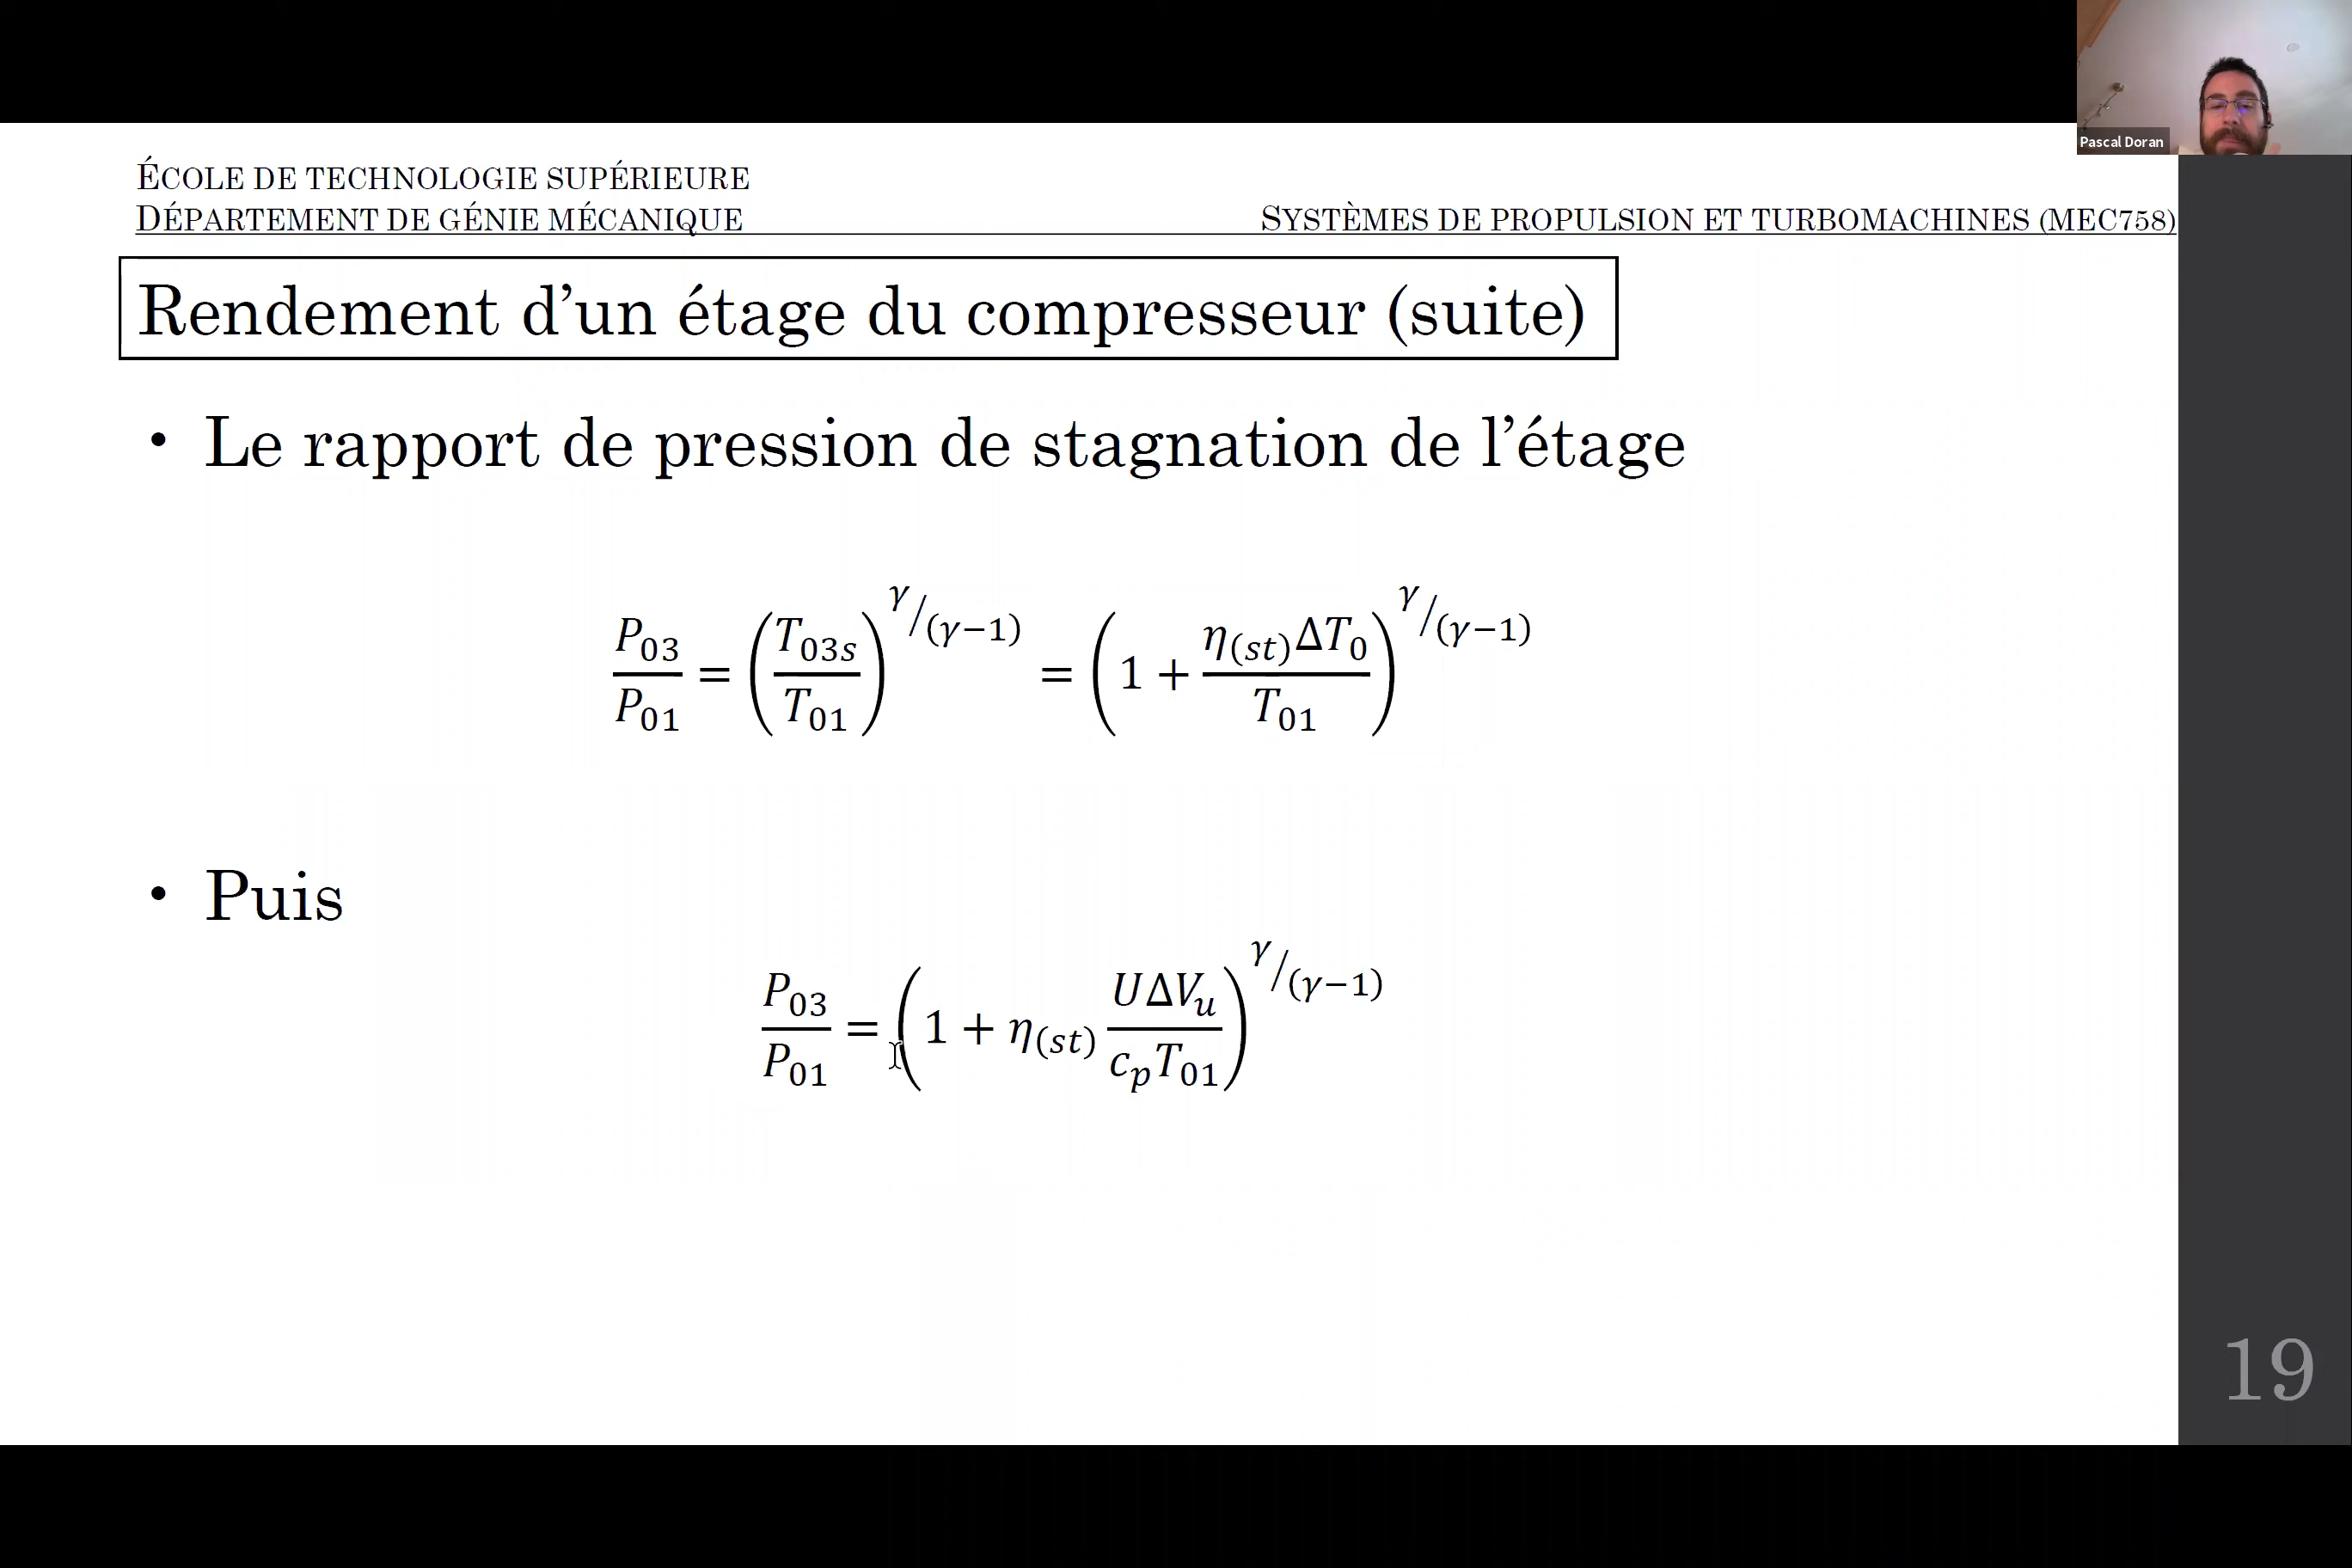 Pascal Doran
ÉCOLE DE TECHNOLOGIE SUPÉRIEURE
DÉPARTEMENT DE GÉNIE MÉCANIQUE SYSTÈMES DE PROPULSION ET TURBOMACHINES (MEC758)
Rendement d’un étage du compresseur (suite)
• Le rapport de pression de stagnation de l’étage
P₀₃/P₀₁ = (T₀₃ₛ/T₀₁)^(γ/(γ−1)) = (1 + η₍ₛₜ₎ΔT₀/T₀₁)^(γ/(γ−1))
• Puis
P₀₃/P₀₁ = (1 + η₍ₛₜ₎ UΔVᵤ/(cₚT₀₁))^(γ/(γ−1))
19